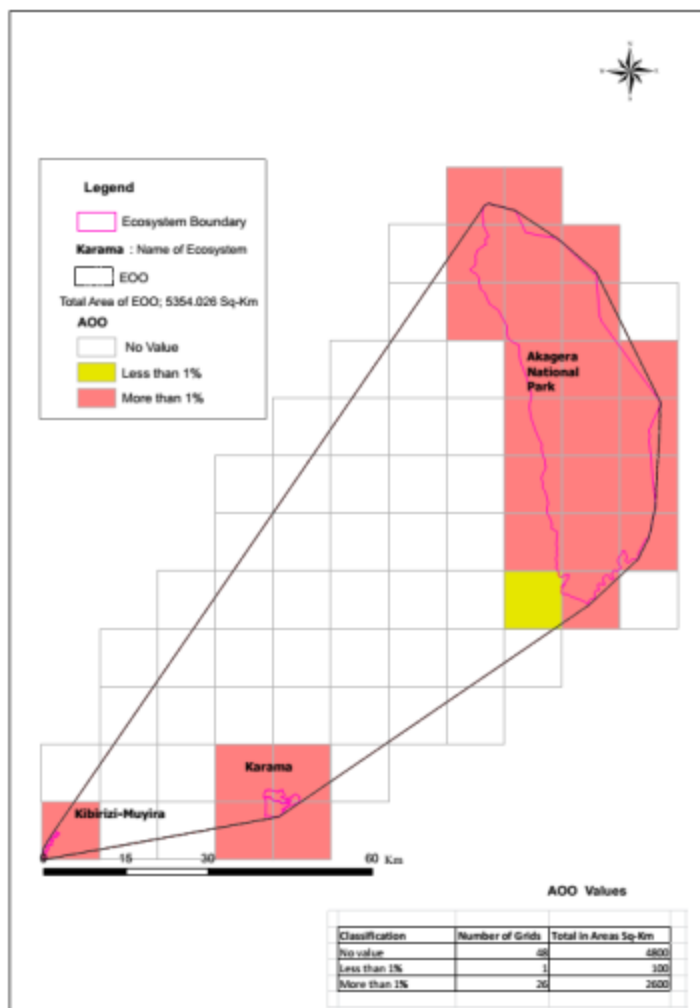 Legend
Ecosystem Boundary
Karama : Name of Ecosystem
EOO
Total Area of EOO; 5354.026 Sq-Km
AOO
No Value
Less than 1%
More than 1%
Akagera
National
Park
Karama
Kibirizi-Muyira
0 15 30 60 Km
AOO Values
Classification Number of Grids Total in Areas Sq-Km
No value 48 4800
Less than 1% 1 100
More than 1% 26 2600